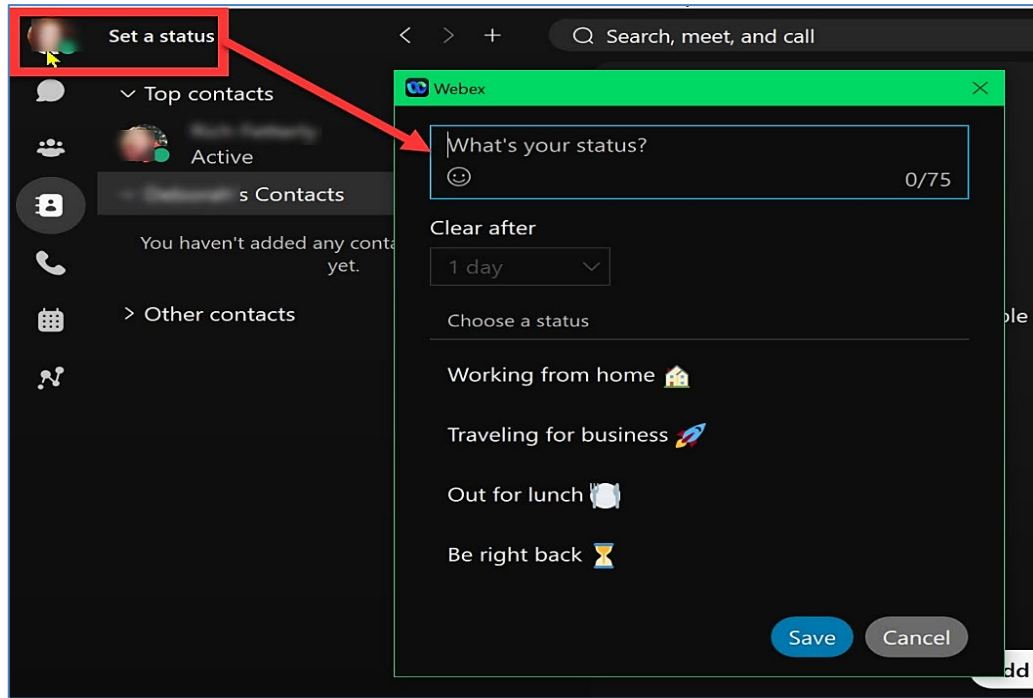 Set a status
Search, meet, and call
Top contacts
Active
s Contacts
You haven't added any conta
yet.
Other contacts
Webex
What's your status?
0/75
Clear after
1 day
Choose a status
Working from home
Traveling for business
Out for lunch
Be right back
Save
Cancel
ple
dd